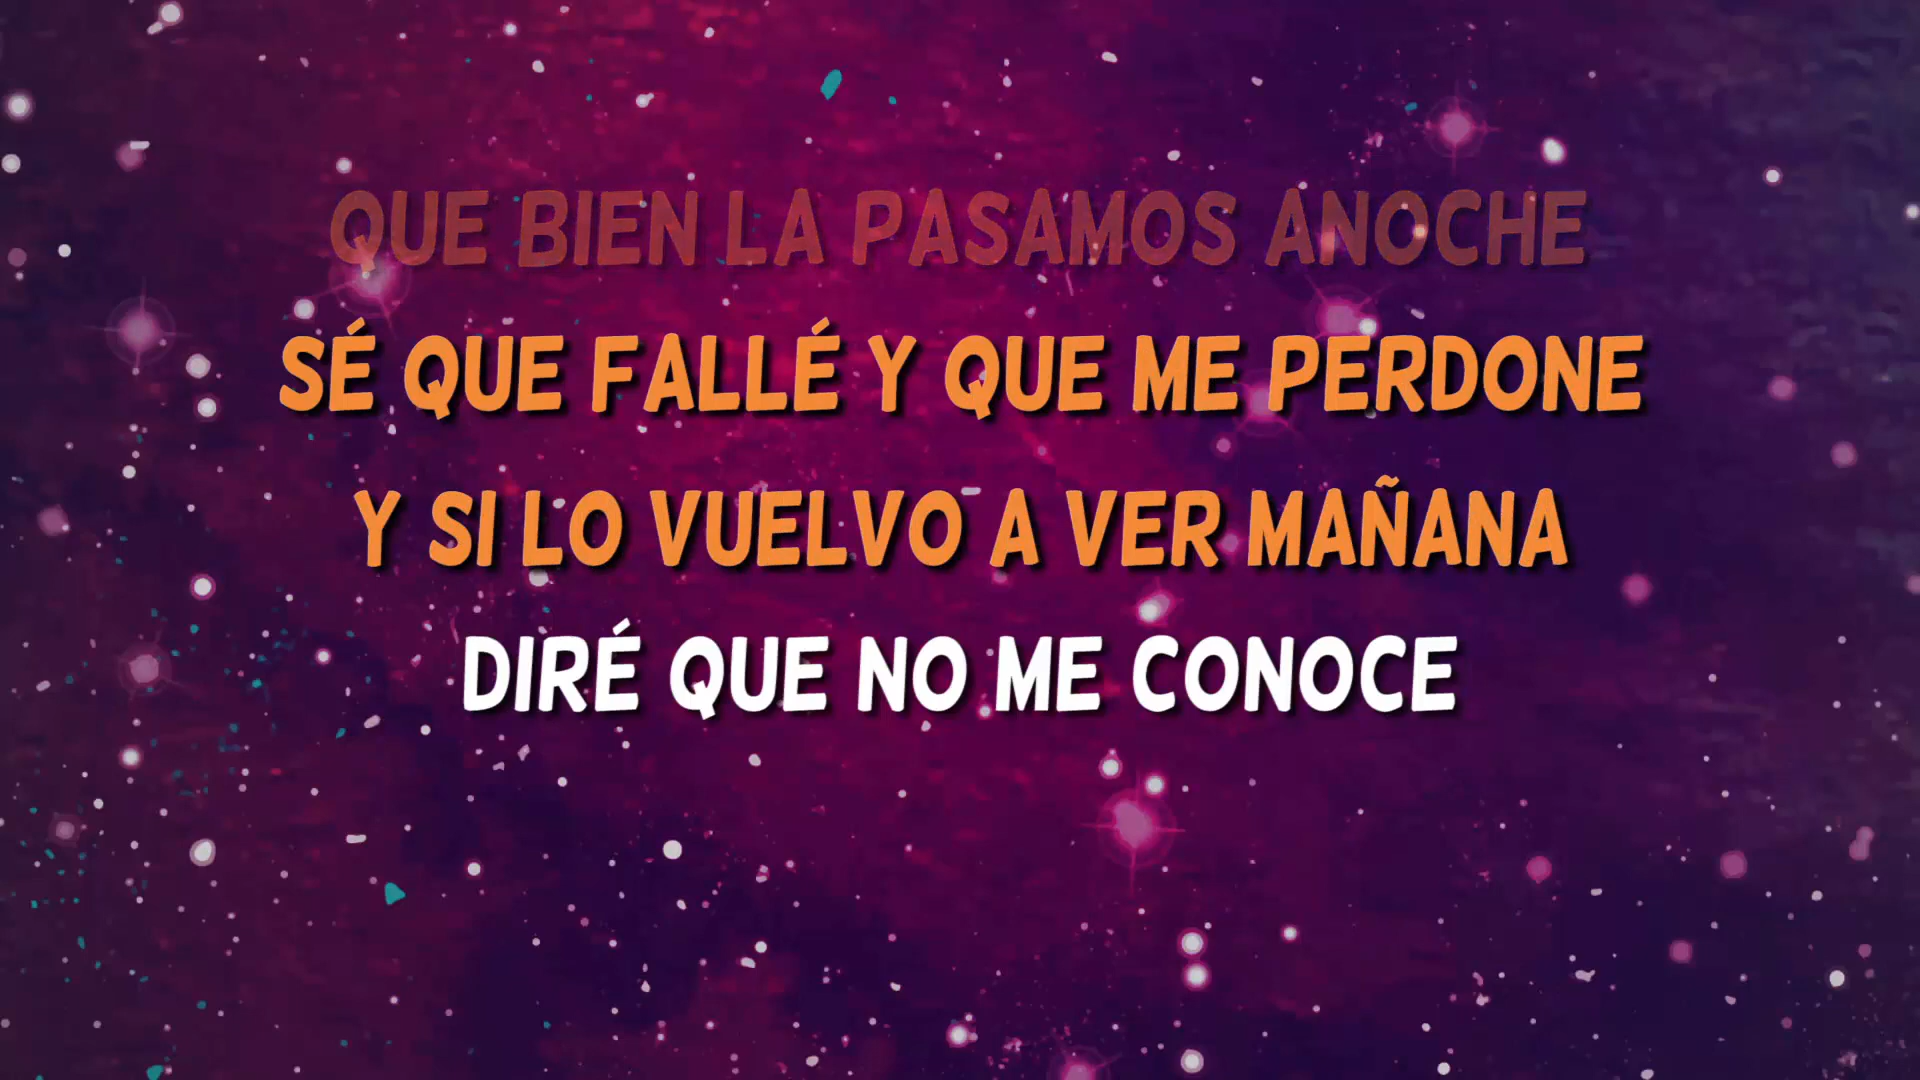 QUE BIEN LA PASAMOS ANOCHE
SÉ QUE FALLÉ Y QUE ME PERDONE
Y SI LO VUELVO A VER MAÑANA
DIRÉ QUE NO ME CONOCE